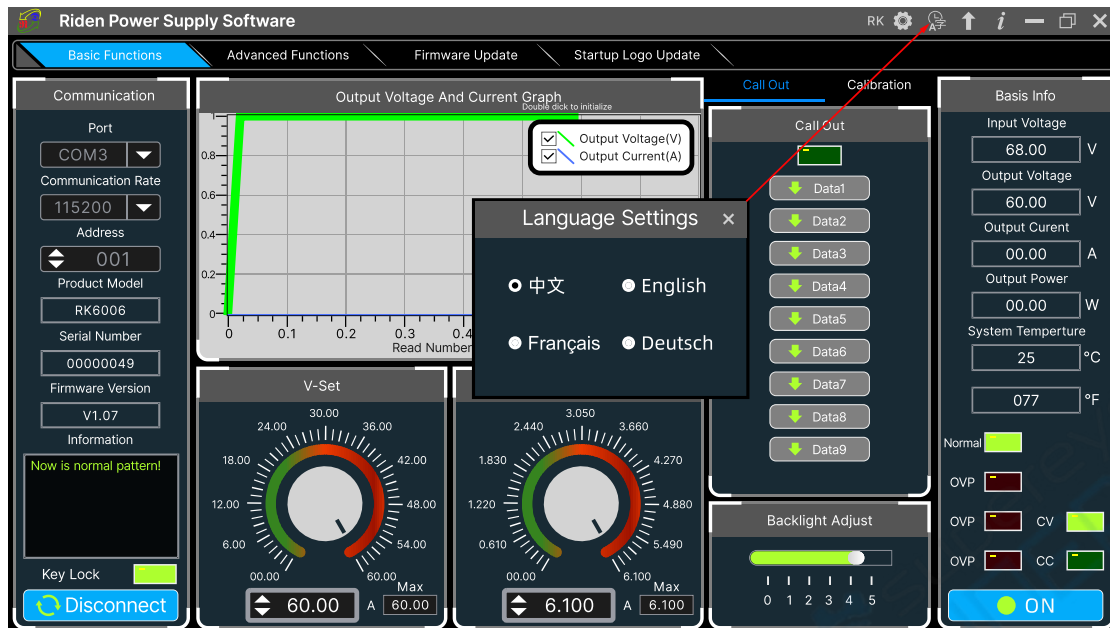 Riden Power Supply Software
RK
Basic Functions
Advanced Functions
Firmware Update
Startup Logo Update
Communication
Port
COM3
Communication Rate
115200
Address
001
Product Model
RK6006
Serial Number
00000049
Firmware Version
V1.07
Information
Now is normal pattern!
Key Lock
Disconnect
Output Voltage And Current Graph
Double dick to initialize
Output Voltage(V)
Output Current(A)
1
0.8
0.6
0.4
0.2
0
0 0.1 0.2 0.3 0.4
Read Number
Language Settings ×
中文 English
Français Deutsch
V-Set
30.00
24.00 36.00
18.00 42.00
12.00 48.00
6.00 54.00
00.00 60.00
Max
60.00 A 60.00
3.050
2.440 3.660
1.830 4.270
1.220 4.880
0.610 5.490
00.00 6.100
Max
6.100 A 6.100
Call Out
Calibration
Call Out
Data1
Data2
Data3
Data4
Data5
Data6
Data7
Data8
Data9
Backlight Adjust
0 1 2 3 4 5
Basis Info
Input Voltage
68.00 V
Output Voltage
60.00 V
Output Curent
00.00 A
Output Power
00.00 W
System Temperture
25 °C
077 °F
Normal
OVP
OVP CV
OVP CC
ON